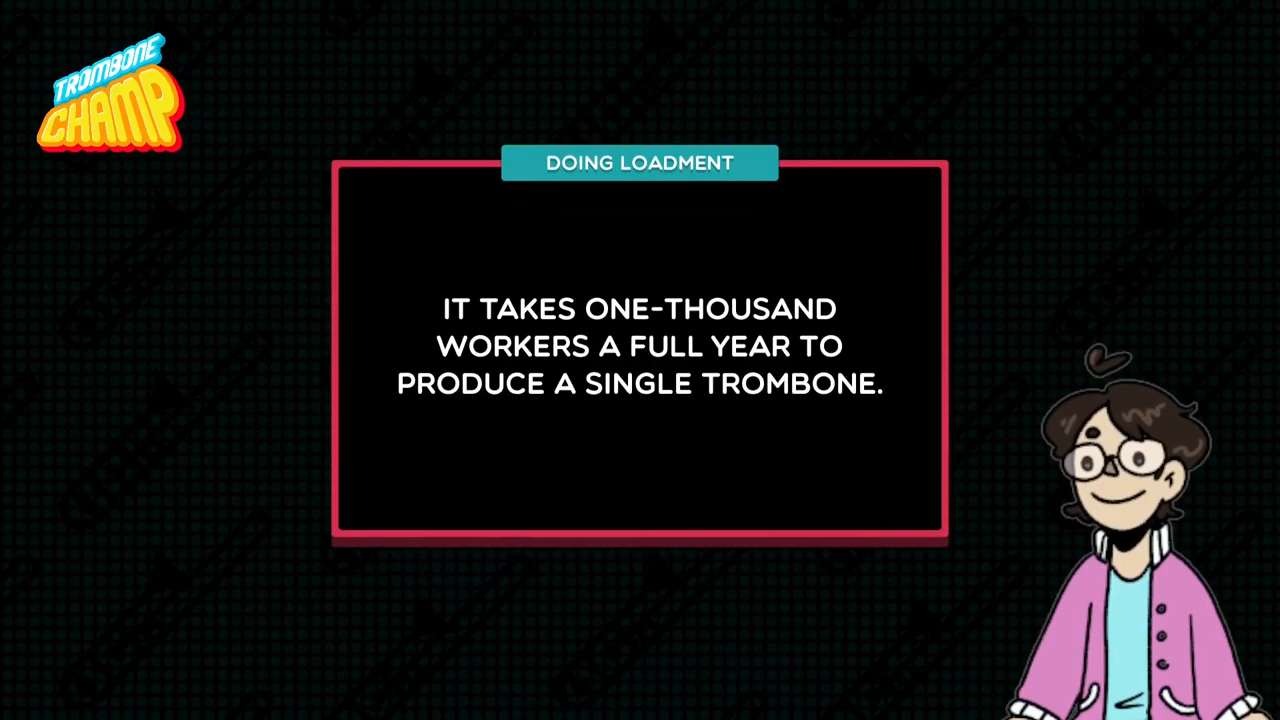 TROMBONE
CHAMP
DOING LOADMENT
IT TAKES ONE-THOUSAND
WORKERS A FULL YEAR TO
PRODUCE A SINGLE TROMBONE.